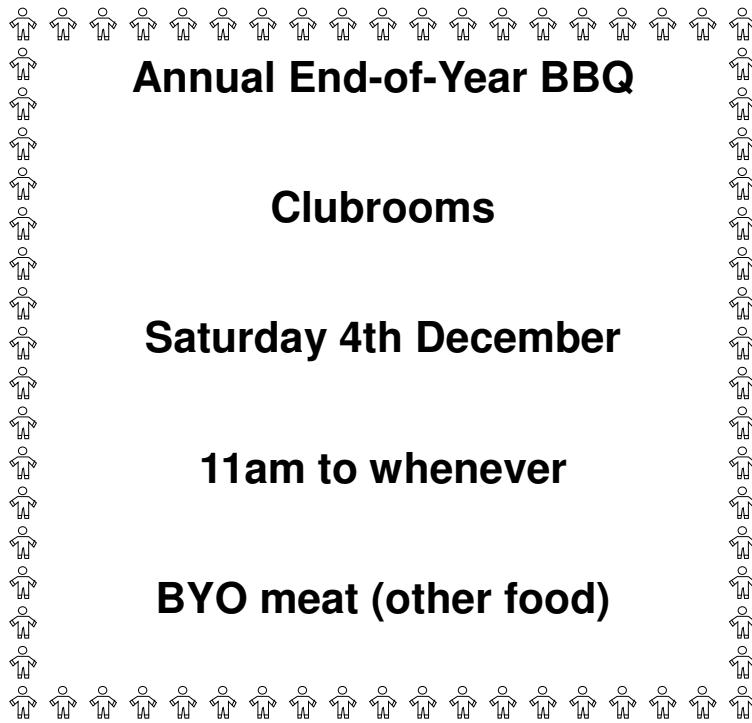 Annual End-of-Year BBQ
Clubrooms
Saturday 4th December
11am to whenever
BYO meat (other food)